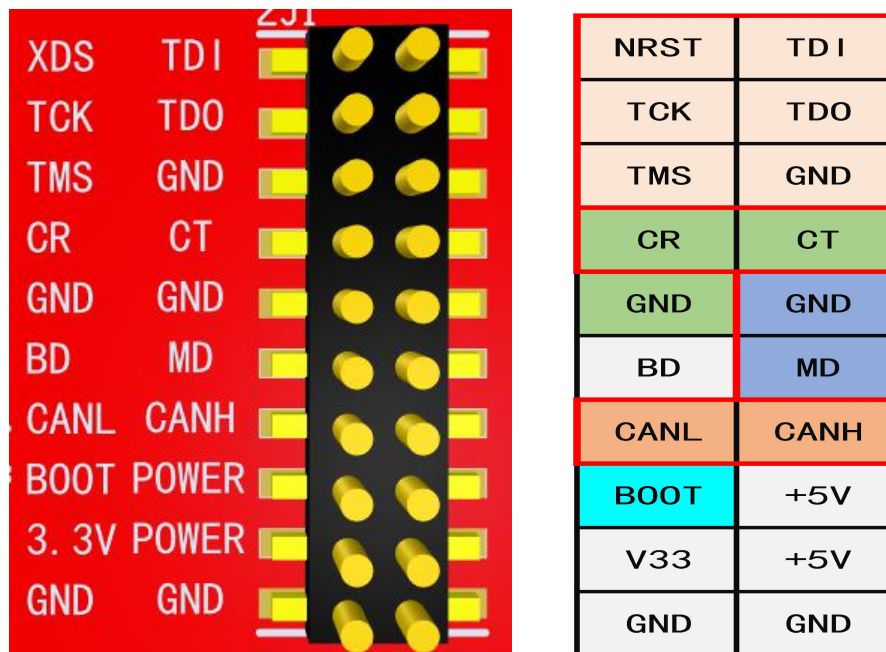 2J1
XDS TDI
TCK TDO
TMS GND
CR CT
GND GND
BD MD
CANL CANH
BOOT POWER
3.3V POWER
GND GND
NRST TDI
TCK TDO
TMS GND
CR CT
GND GND
BD MD
CANL CANH
BOOT +5V
V33 +5V
GND GND